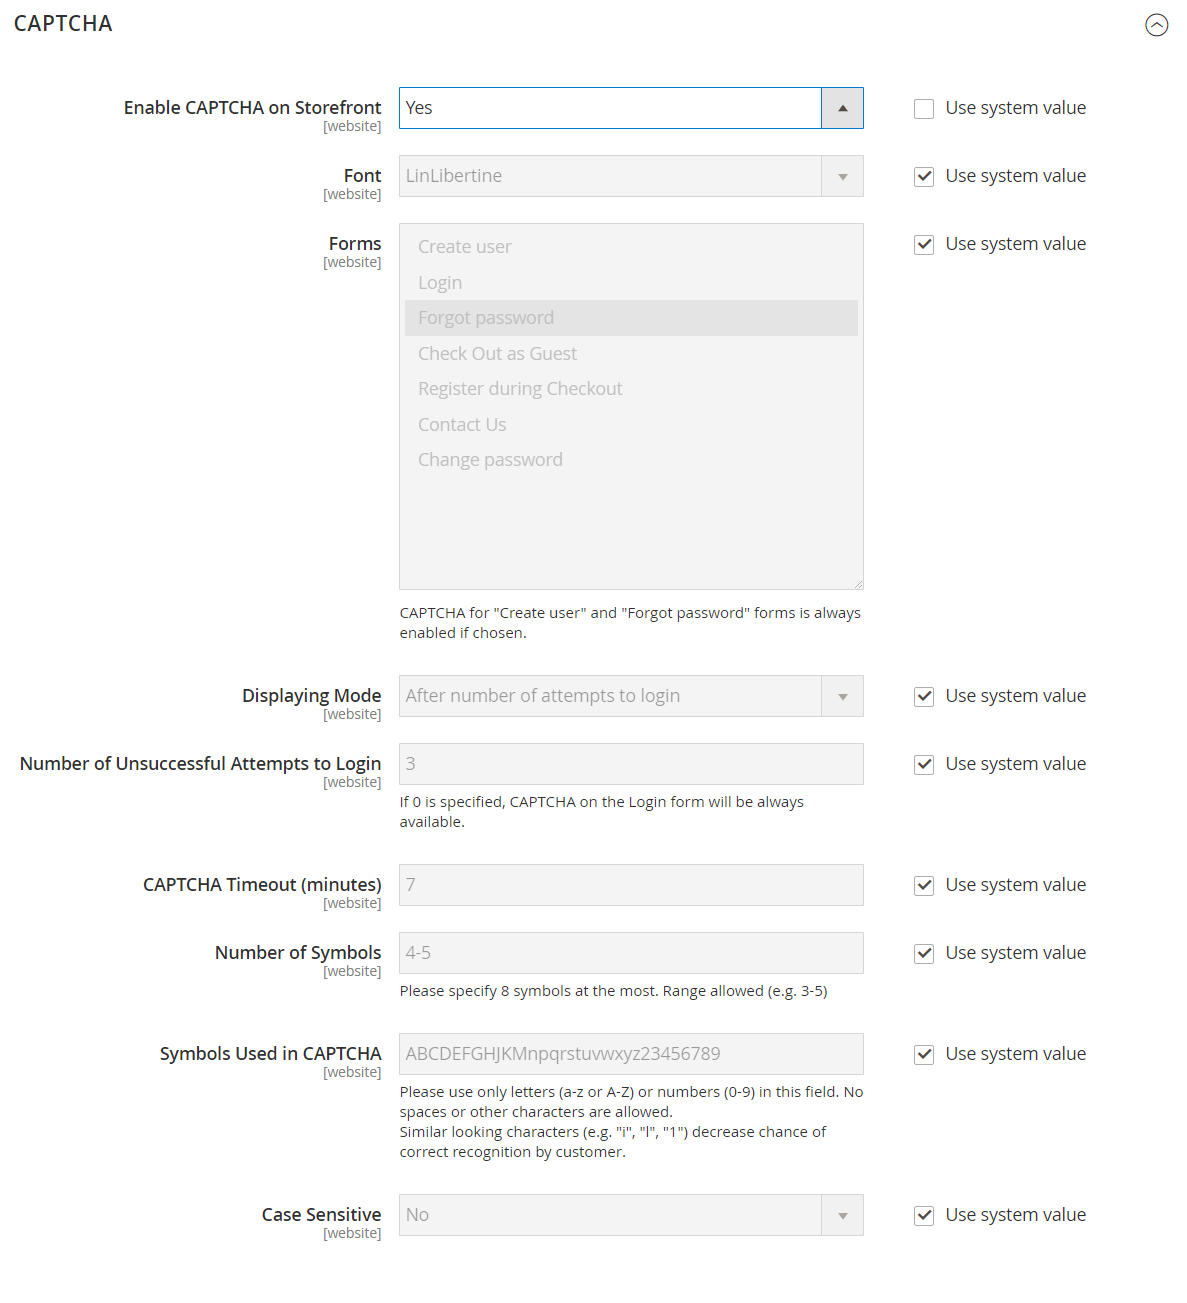 CAPTCHA
Enable CAPTCHA on Storefront
[website]
Yes
Use system value
Font
[website]
LinLibertine
Use system value
Forms
[website]
Create user
Login
Forgot password
Check Out as Guest
Register during Checkout
Contact Us
Change password
Use system value
CAPTCHA for "Create user" and "Forgot password" forms is always
enabled if chosen.
Displaying Mode
[website]
After number of attempts to login
Use system value
Number of Unsuccessful Attempts to Login
[website]
3
Use system value
If 0 is specified, CAPTCHA on the Login form will be always
available.
CAPTCHA Timeout (minutes)
[website]
7
Use system value
Number of Symbols
[website]
4-5
Use system value
Please specify 8 symbols at the most. Range allowed (e.g. 3-5)
Symbols Used in CAPTCHA
[website]
ABCDEFGHJKMnpqrstuvwxyz23456789
Use system value
Please use only letters (a-z or A-Z) or numbers (0-9) in this field. No
spaces or other characters are allowed.
Similar looking characters (e.g. "i", "l", "1") decrease chance of
correct recognition by customer.
Case Sensitive
[website]
No
Use system value